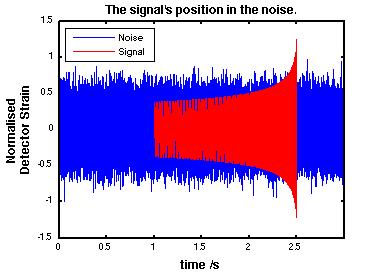 The signal's position in the noise.
Noise
Signal
Normalised
Detector Strain
1.5
1
0.5
0
-0.5
-1
-1.5
0 0.5 1 1.5 2 2.5
time /s